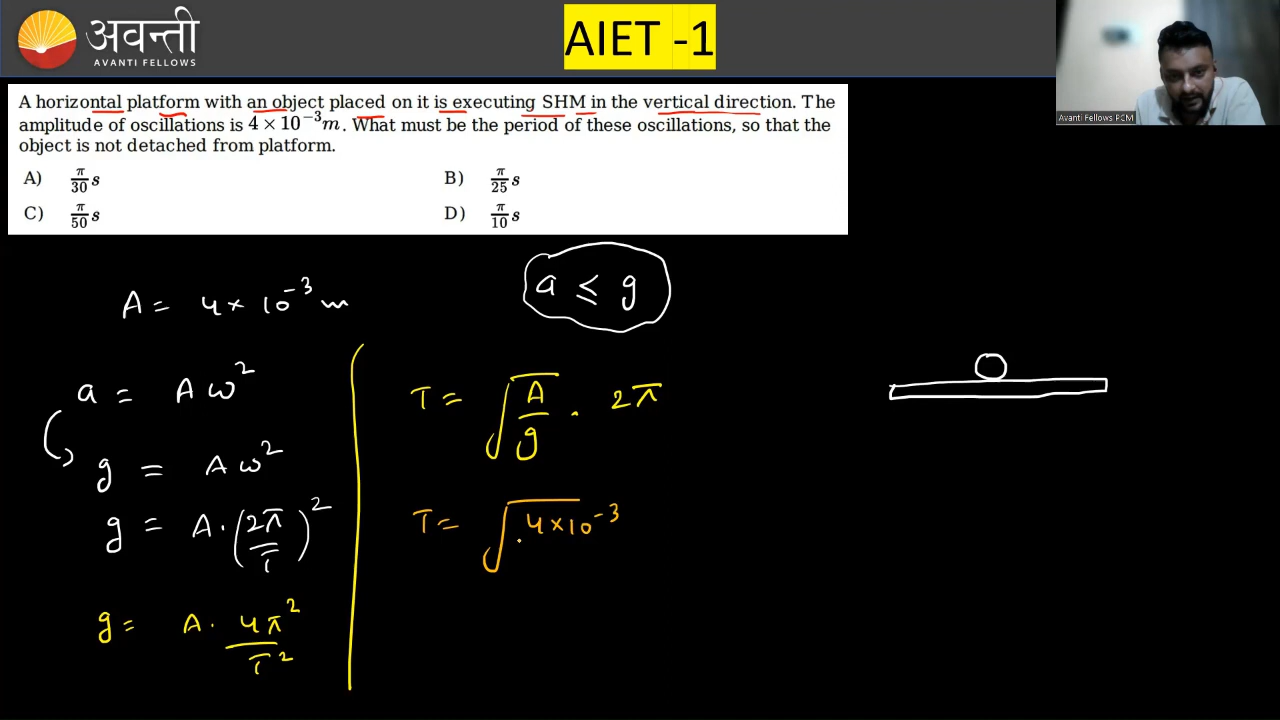 अवन्ती
AVANTI FELLOWS
AIET -1
A horizontal platform with an object placed on it is executing SHM in the vertical direction. The
amplitude of oscillations is 4 × 10⁻³m. What must be the period of these oscillations, so that the
object is not detached from platform.
A) π/30 s
B) π/25 s
C) π/50 s
D) π/10 s
Avanti Fellows PCM
A = 4 × 10⁻³ m
a ≤ g
a = Aω²
g = Aω²
g = A · (2π/T)²
g = A · 4π²/T²
T = √(A/g) · 2π
T = √4×10⁻³